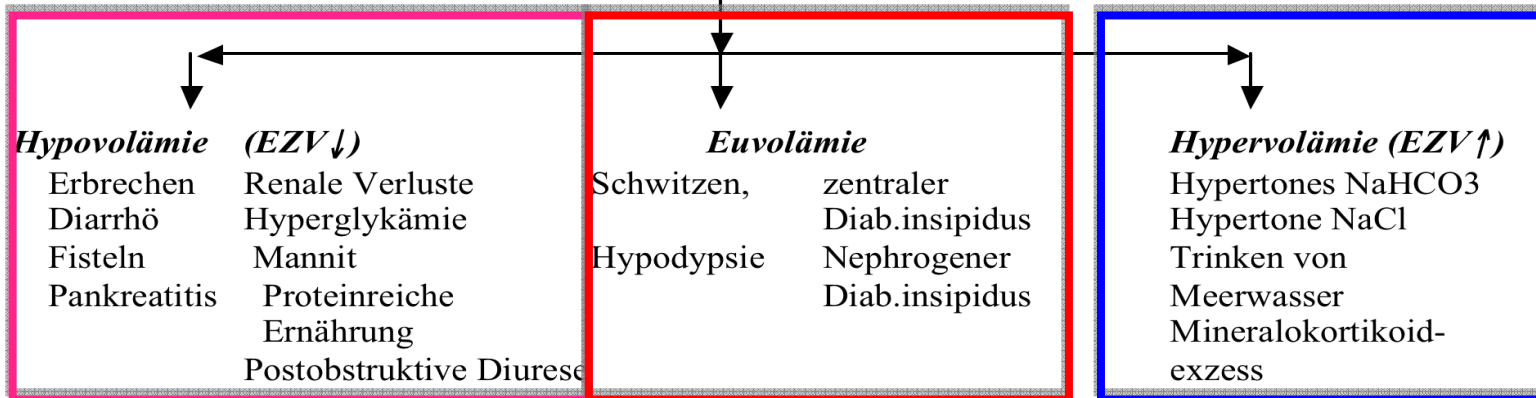 Hypovolämie (EZV↓)
Erbrechen Renale Verluste
Diarrhö Hyperglykämie
Fisteln Mannit
Pankreatitis Proteinreiche
Ernährung
Postobstruktive Diurese
Euvolämie
Schwitzen, zentraler
Diab.insipidus
Hypodypsie Nephrogener
Diab.insipidus
Hypervolämie (EZV↑)
Hypertones NaHCO3
Hypertone NaCl
Trinken von
Meerwasser
Mineralokortikoid-
exzess